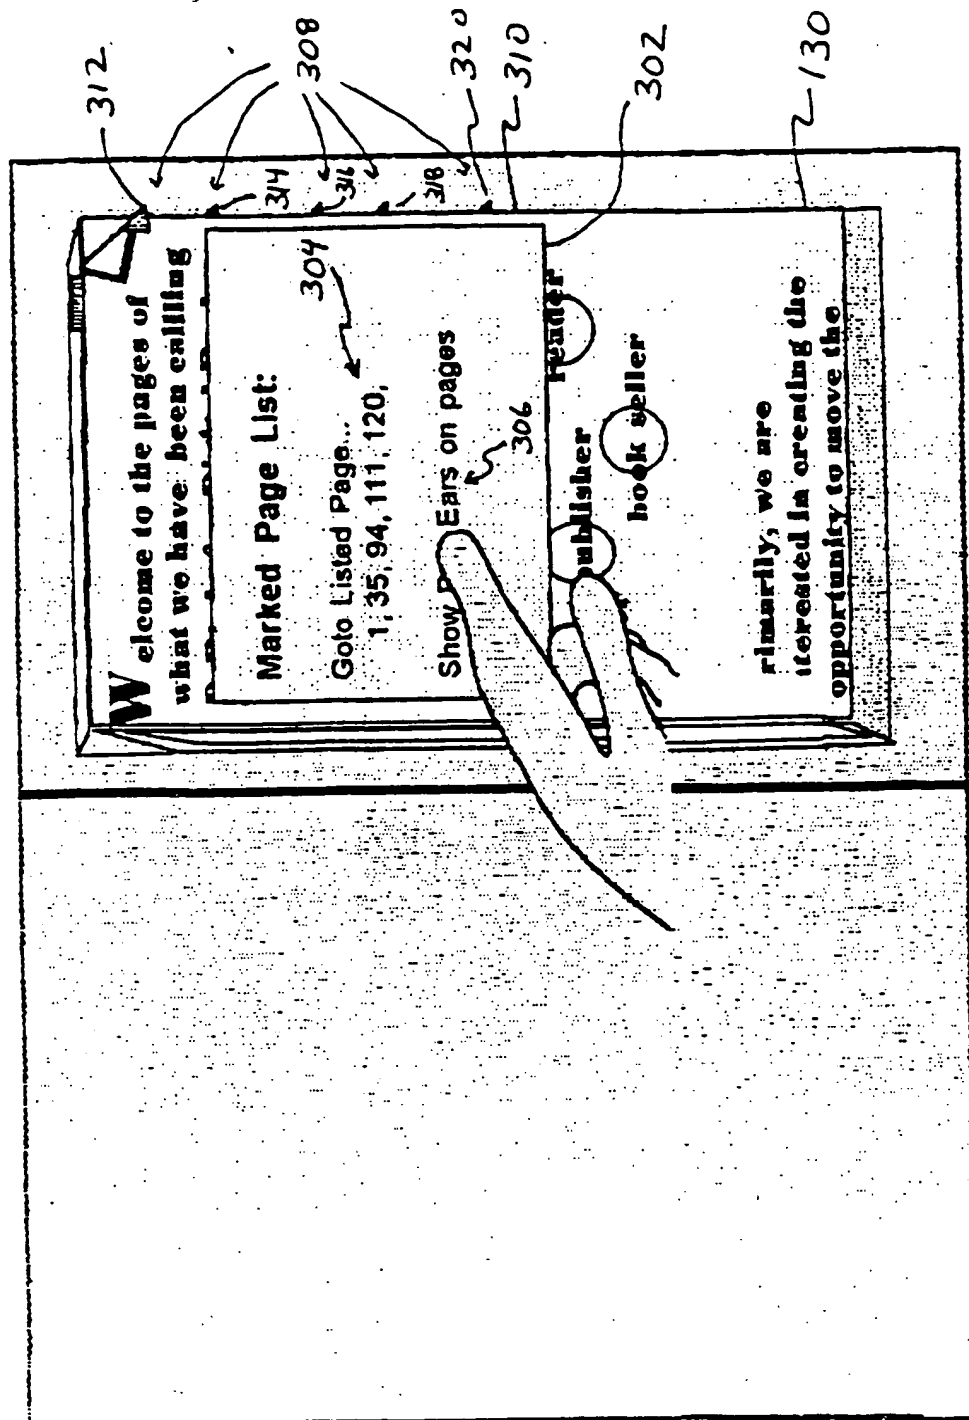 312
308
320
310
302
130
314
316
318
Welcome to the pages of
what we have been callling
Marked Page List:
304
Goto Listed Page...
1, 35, 94, 111, 120,
Show Ears on pages
306
reader
ublisher
book seller
rimarily, we are
terested in creating the
opportunity to move the